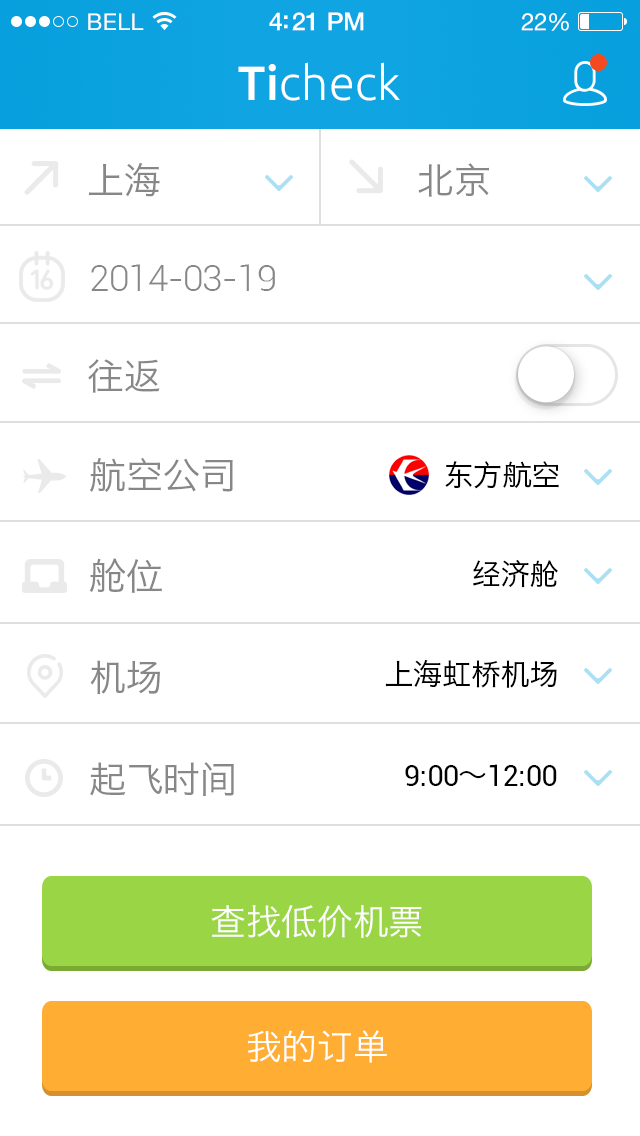 BELL 4:21 PM 22%
Ticheck
上海 北京
16 2014-03-19
往返
航空公司 东方航空
舱位 经济舱
机场 上海虹桥机场
起飞时间 9:00～12:00
查找低价机票
我的订单